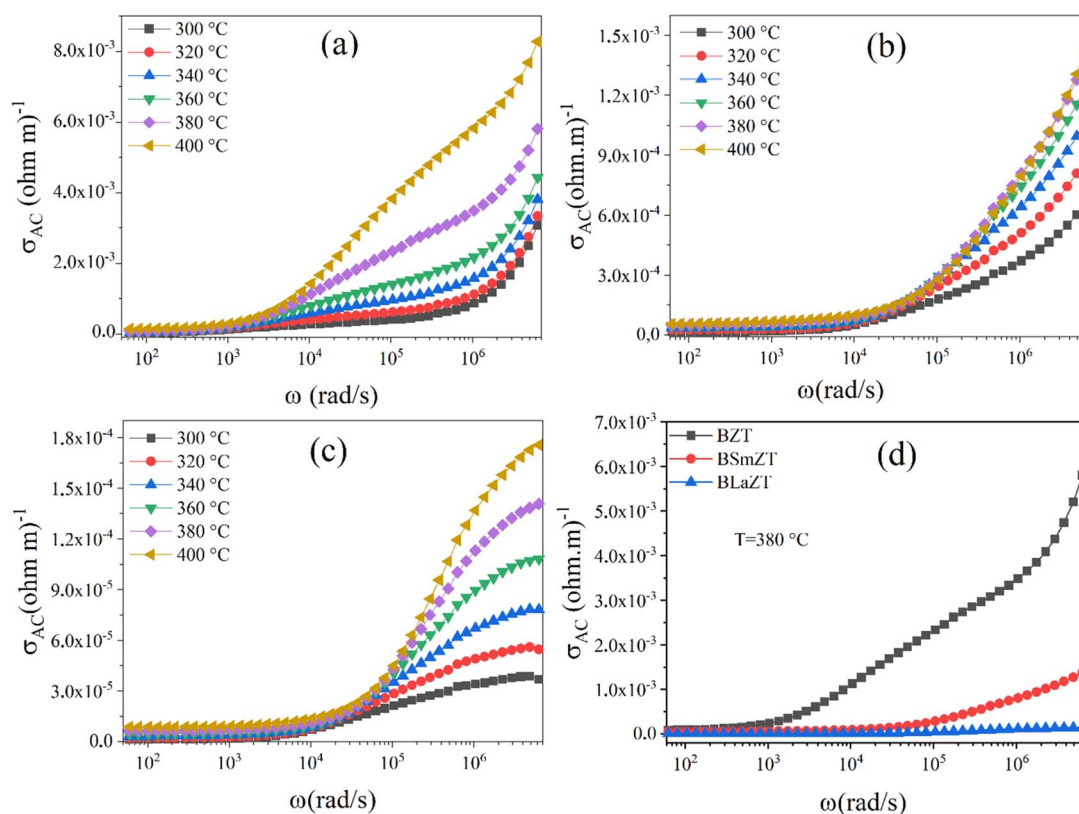 (a)
300 °C
320 °C
340 °C
360 °C
380 °C
400 °C
8.0x10⁻³
6.0x10⁻³
4.0x10⁻³
2.0x10⁻³
0.0
σ_AC (ohm m)⁻¹
10² 10³ 10⁴ 10⁵ 10⁶
ω (rad/s)
(b)
300 °C
320 °C
340 °C
360 °C
380 °C
400 °C
1.5x10⁻³
1.2x10⁻³
9.0x10⁻⁴
6.0x10⁻⁴
3.0x10⁻⁴
0.0
σ_AC(ohm.m)⁻¹
10² 10³ 10⁴ 10⁵ 10⁶
ω(rad/s)
(c)
300 °C
320 °C
340 °C
360 °C
380 °C
400 °C
1.8x10⁻⁴
1.5x10⁻⁴
1.2x10⁻⁴
9.0x10⁻⁵
6.0x10⁻⁵
3.0x10⁻⁵
0.0
σ_AC(ohm m)⁻¹
10² 10³ 10⁴ 10⁵ 10⁶
ω(rad/s)
(d)
BZT
BSmZT
BLaZT
T=380 °C
7.0x10⁻³
6.0x10⁻³
5.0x10⁻³
4.0x10⁻³
3.0x10⁻³
2.0x10⁻³
1.0x10⁻³
0.0
σ_AC (ohm.m)⁻¹
10² 10³ 10⁴ 10⁵ 10⁶
ω(rad/s)